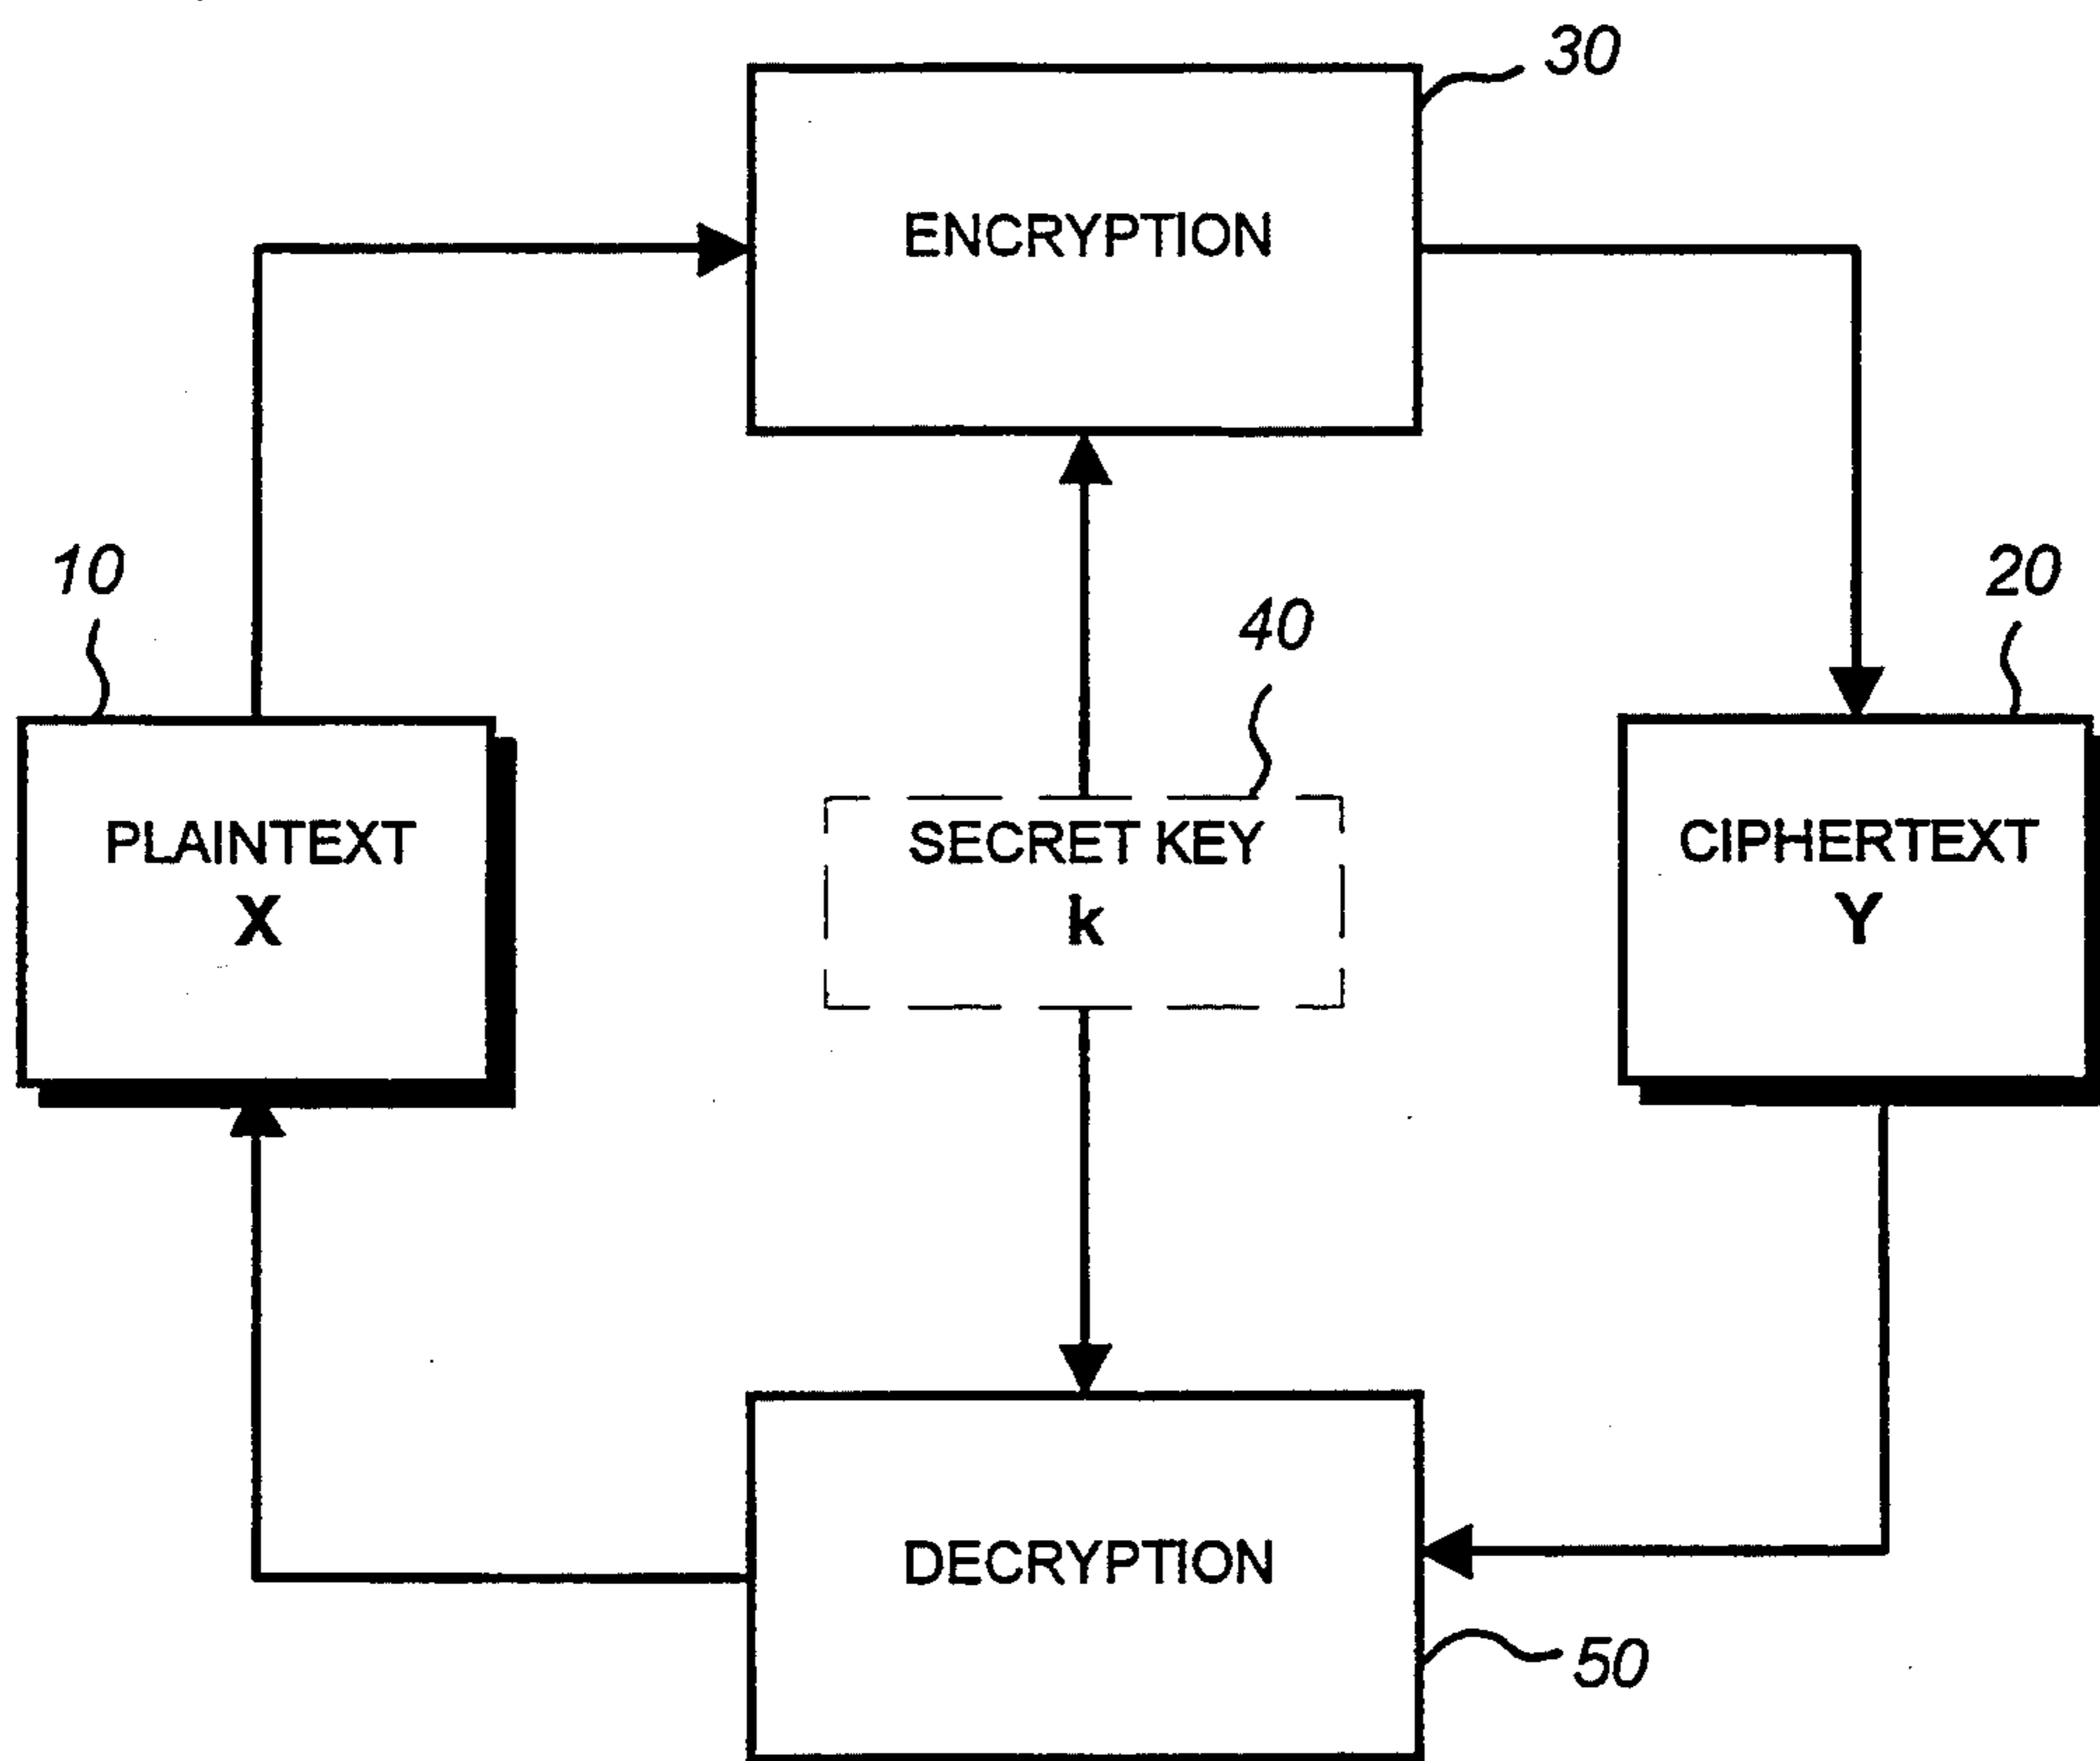 30
ENCRYPTION
10
20
40
PLAINTEXT
X
SECRET KEY
k
CIPHERTEXT
Y
DECRYPTION
50